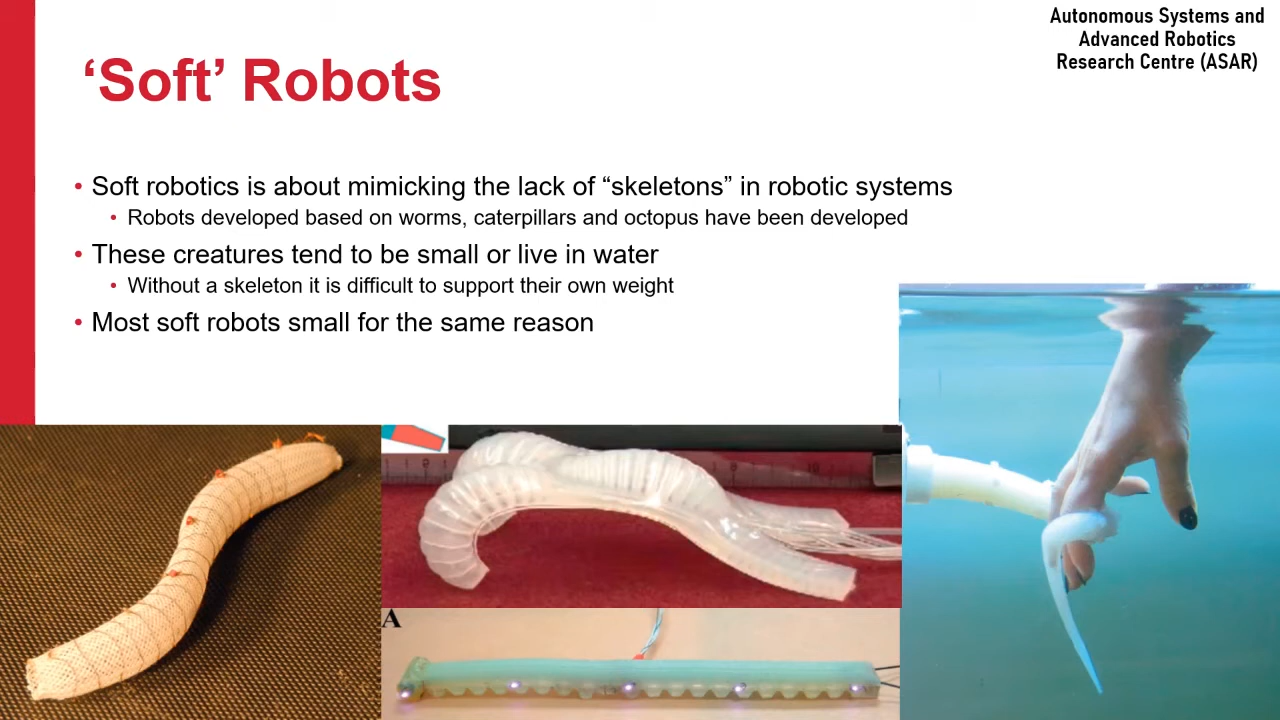 Autonomous Systems and
Advanced Robotics
Research Centre (ASAR)
‘Soft’ Robots
• Soft robotics is about mimicking the lack of “skeletons” in robotic systems
• Robots developed based on worms, caterpillars and octopus have been developed
• These creatures tend to be small or live in water
• Without a skeleton it is difficult to support their own weight
• Most soft robots small for the same reason
A